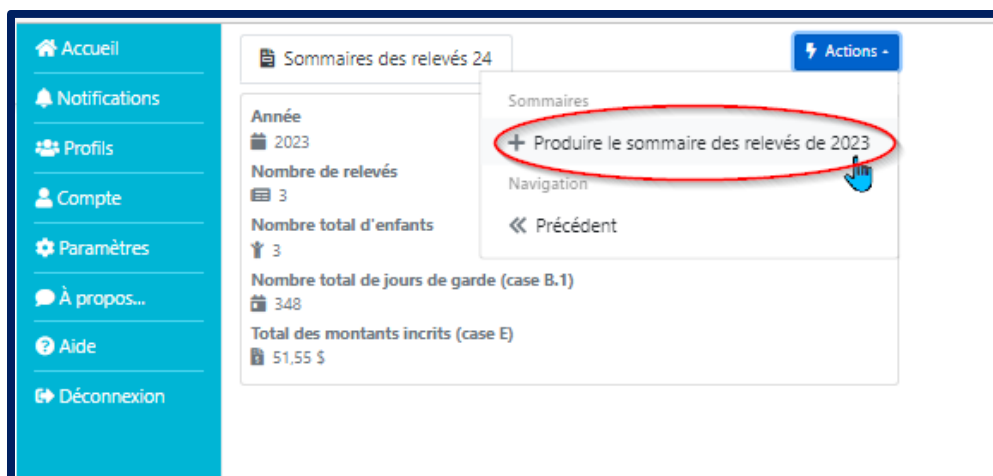 Accueil
Notifications
Profils
Compte
Paramètres
À propos...
Aide
Déconnexion
Sommaires des relevés 24
Actions
Sommaires
Produire le sommaire des relevés de 2023
Navigation
Précédent
Année
2023
Nombre de relevés
3
Nombre total d'enfants
3
Nombre total de jours de garde (case B.1)
348
Total des montants incrits (case E)
51,55 $